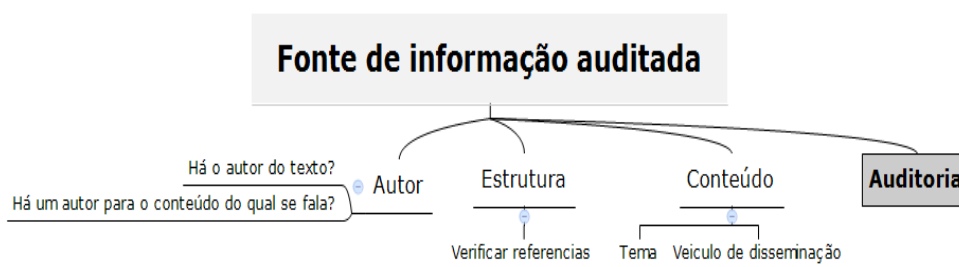 Fonte de informação auditada
Há o autor do texto?
Há um autor para o conteúdo do qual se fala?
Autor
Estrutura
Verificar referencias
Conteúdo
Tema
Veiculo de disseminação
Auditoria